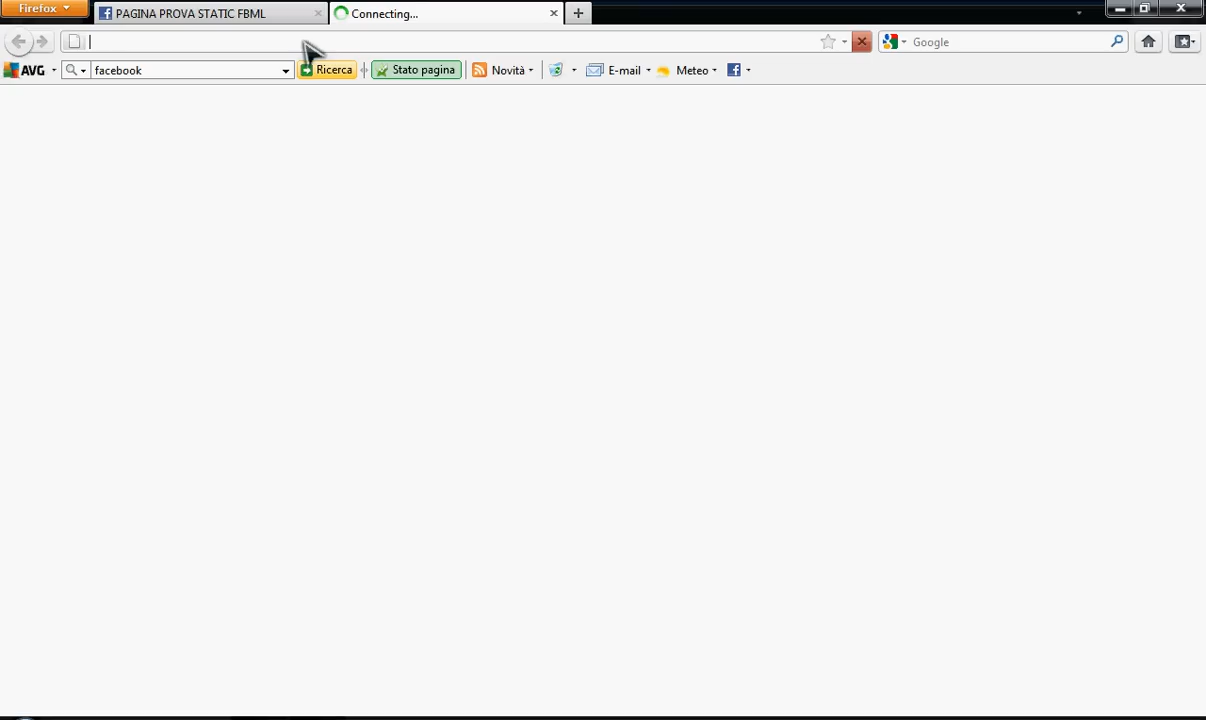 Firefox PAGINA PROVA STATIC FBML Connecting...
Google
AVG facebook Ricerca Stato pagina Novità E-mail Meteo